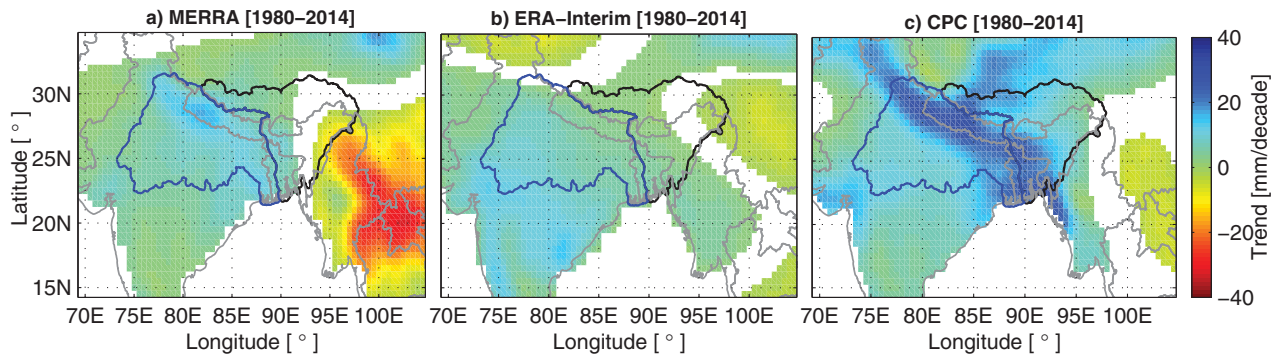 a) MERRA [1980−2014]
b) ERA−Interim [1980−2014]
c) CPC [1980−2014]
Latitude [ ° ]
30N
25N
20N
15N
70E 75E 80E 85E 90E 95E 100E
70E 75E 80E 85E 90E 95E 100E
70E 75E 80E 85E 90E 95E 100E
Longitude [ ° ]
Longitude [ ° ]
Longitude [ ° ]
40
20
0
−20
−40
Trend [mm/decade]